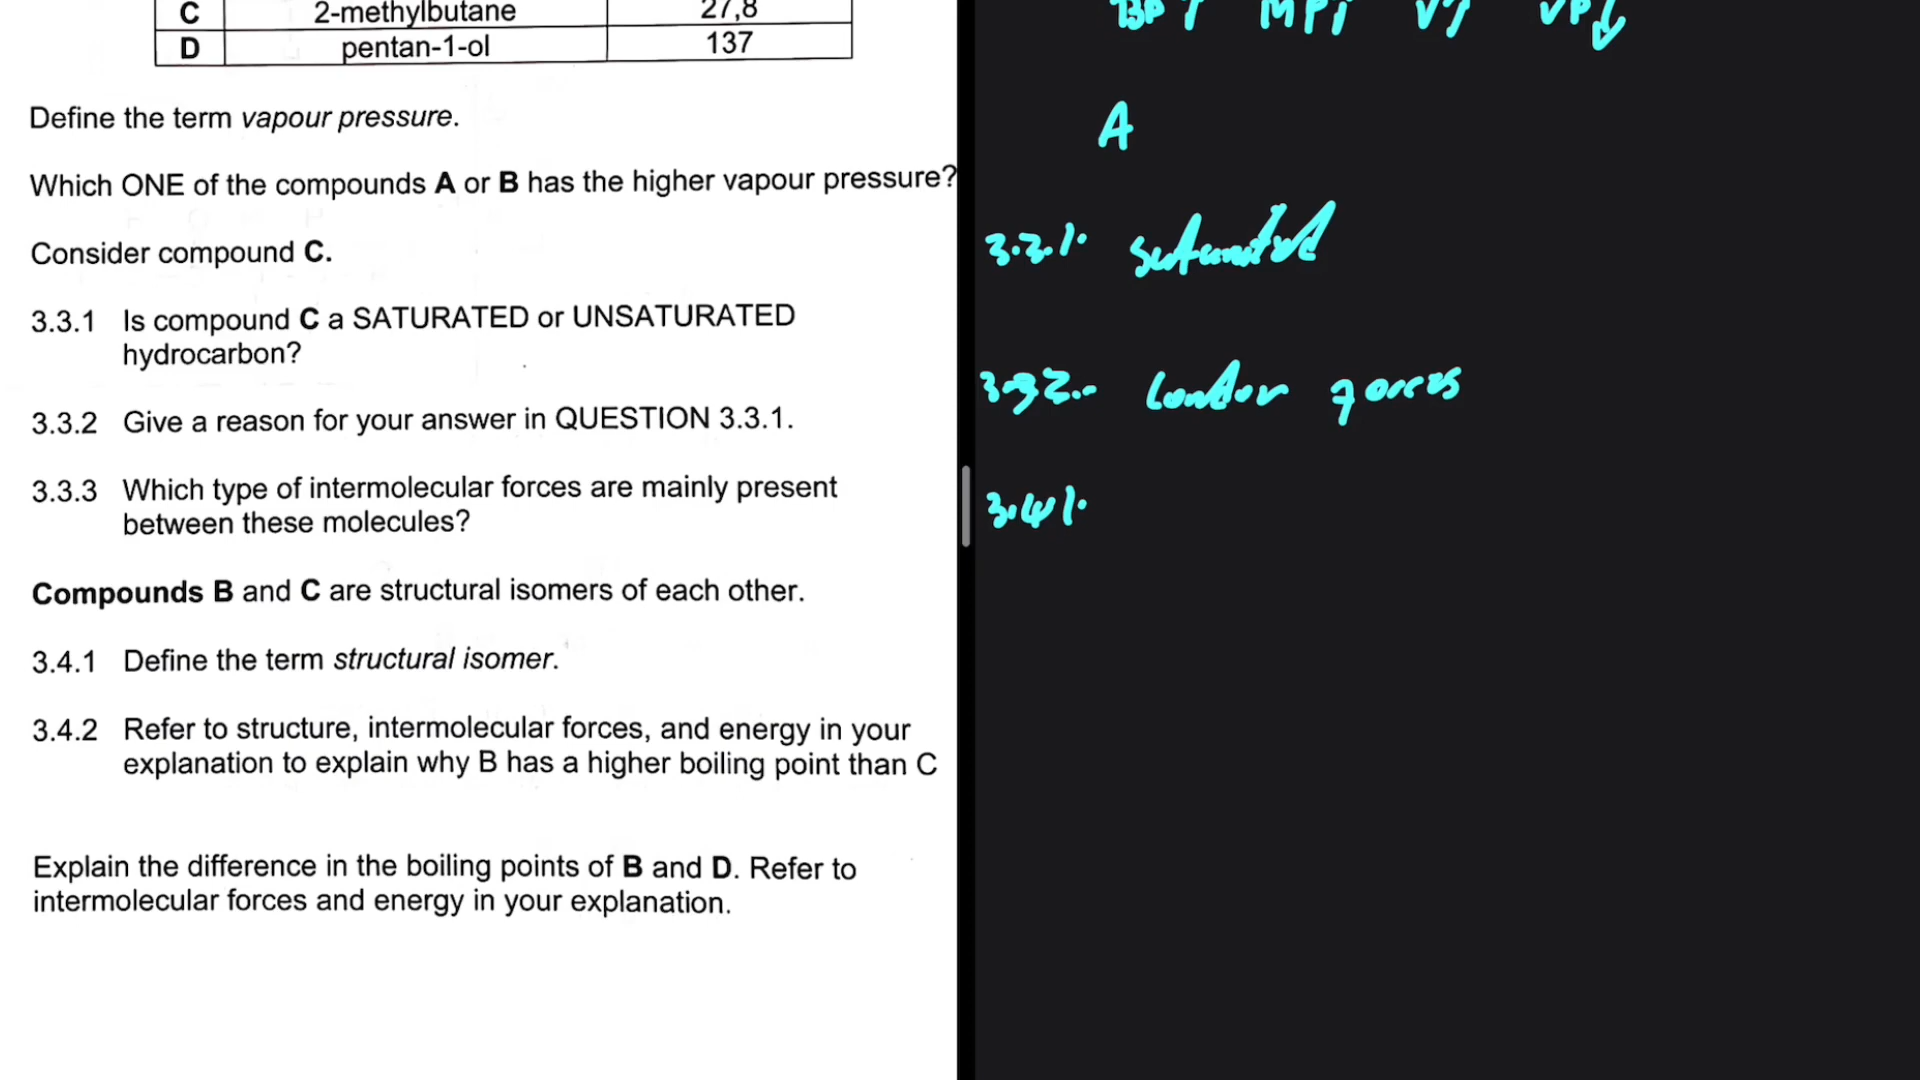 C 2-methylbutane 27,8
D pentan-1-ol 137
Define the term vapour pressure.
Which ONE of the compounds A or B has the higher vapour pressure?
Consider compound C.
3.3.1 Is compound C a SATURATED or UNSATURATED
hydrocarbon?
3.3.2 Give a reason for your answer in QUESTION 3.3.1.
3.3.3 Which type of intermolecular forces are mainly present
between these molecules?
Compounds B and C are structural isomers of each other.
3.4.1 Define the term structural isomer.
3.4.2 Refer to structure, intermolecular forces, and energy in your
explanation to explain why B has a higher boiling point than C
Explain the difference in the boiling points of B and D. Refer to
intermolecular forces and energy in your explanation.
BP↑ MP↑ V↑ VP↓
A
3.3.1. saturated
3.32.. London forces
3.41.